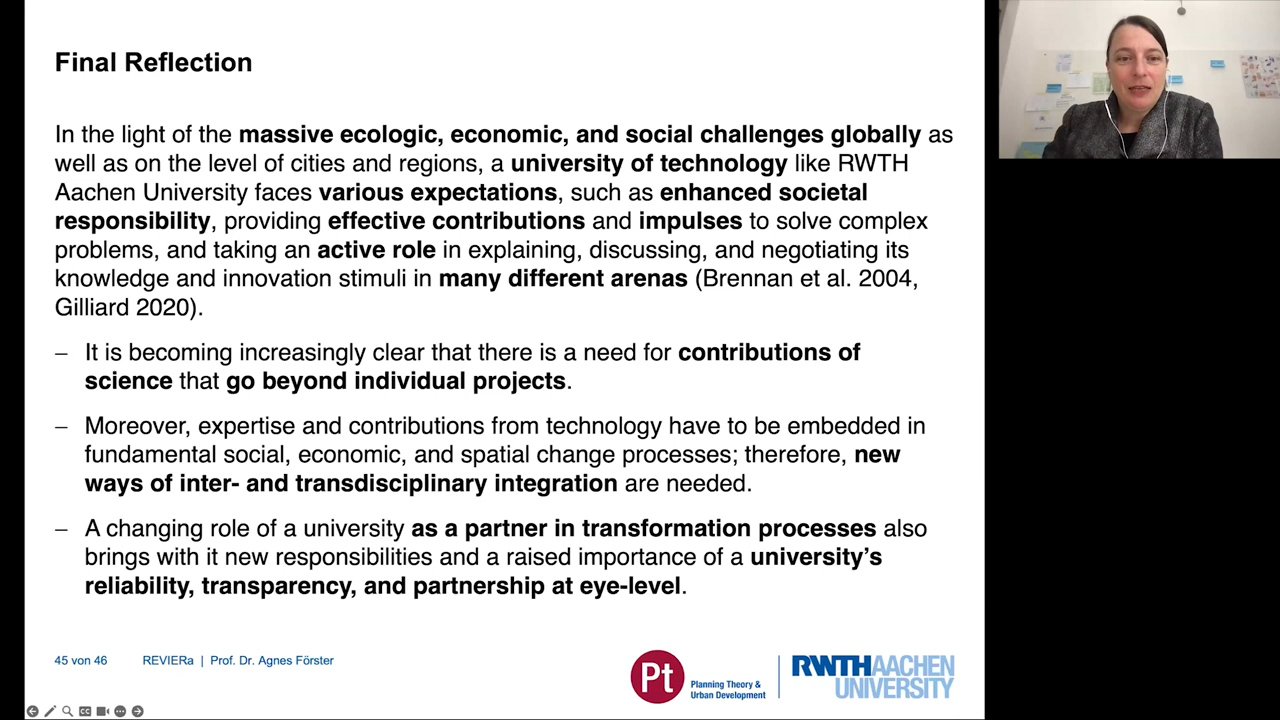 Final Reflection
In the light of the massive ecologic, economic, and social challenges globally as
well as on the level of cities and regions, a university of technology like RWTH
Aachen University faces various expectations, such as enhanced societal
responsibility, providing effective contributions and impulses to solve complex
problems, and taking an active role in explaining, discussing, and negotiating its
knowledge and innovation stimuli in many different arenas (Brennan et al. 2004,
Gilliard 2020).
– It is becoming increasingly clear that there is a need for contributions of
science that go beyond individual projects.
– Moreover, expertise and contributions from technology have to be embedded in
fundamental social, economic, and spatial change processes; therefore, new
ways of inter- and transdisciplinary integration are needed.
– A changing role of a university as a partner in transformation processes also
brings with it new responsibilities and a raised importance of a university’s
reliability, transparency, and partnership at eye-level.
45 von 46 REVIERa | Prof. Dr. Agnes Förster
Pt
Planning Theory &
Urban Development
RWTHAACHEN
UNIVERSITY
CC